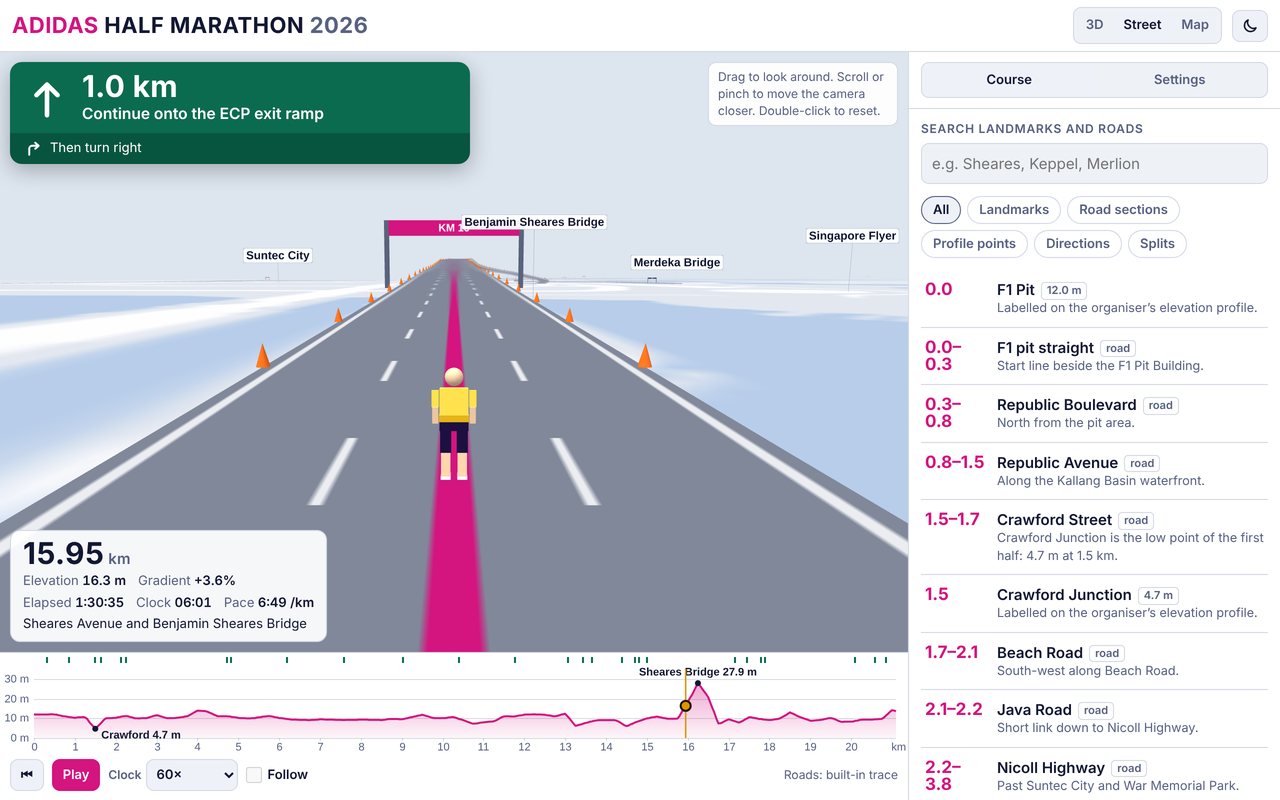 ADIDAS HALF MARATHON 2026
3D Street Map
1.0 km
Continue onto the ECP exit ramp
Then turn right
Drag to look around. Scroll or
pinch to move the camera
closer. Double-click to reset.
Benjamin Sheares Bridge
Suntec City
Merdeka Bridge
Singapore Flyer
15.95 km
Elevation 16.3 m Gradient +3.6%
Elapsed 1:30:35 Clock 06:01 Pace 6:49 /km
Sheares Avenue and Benjamin Sheares Bridge
Sheares Bridge 27.9 m
30 m
20 m
10 m
0 m
Crawford 4.7 m
0 1 2 3 4 5 6 7 8 9 10 11 12 13 14 15 16 17 18 19 20 km
Play Clock 60× Follow Roads: built-in trace
Course Settings
SEARCH LANDMARKS AND ROADS
e.g. Sheares, Keppel, Merlion
All Landmarks Road sections
Profile points Directions Splits
0.0 F1 Pit 12.0 m
Labelled on the organiser’s elevation profile.
0.0–0.3 F1 pit straight road
Start line beside the F1 Pit Building.
0.3–0.8 Republic Boulevard road
North from the pit area.
0.8–1.5 Republic Avenue road
Along the Kallang Basin waterfront.
1.5–1.7 Crawford Street road
Crawford Junction is the low point of the first
half: 4.7 m at 1.5 km.
1.5 Crawford Junction 4.7 m
Labelled on the organiser’s elevation profile.
1.7–2.1 Beach Road road
South-west along Beach Road.
2.1–2.2 Java Road road
Short link down to Nicoll Highway.
2.2–3.8 Nicoll Highway road
Past Suntec City and War Memorial Park.